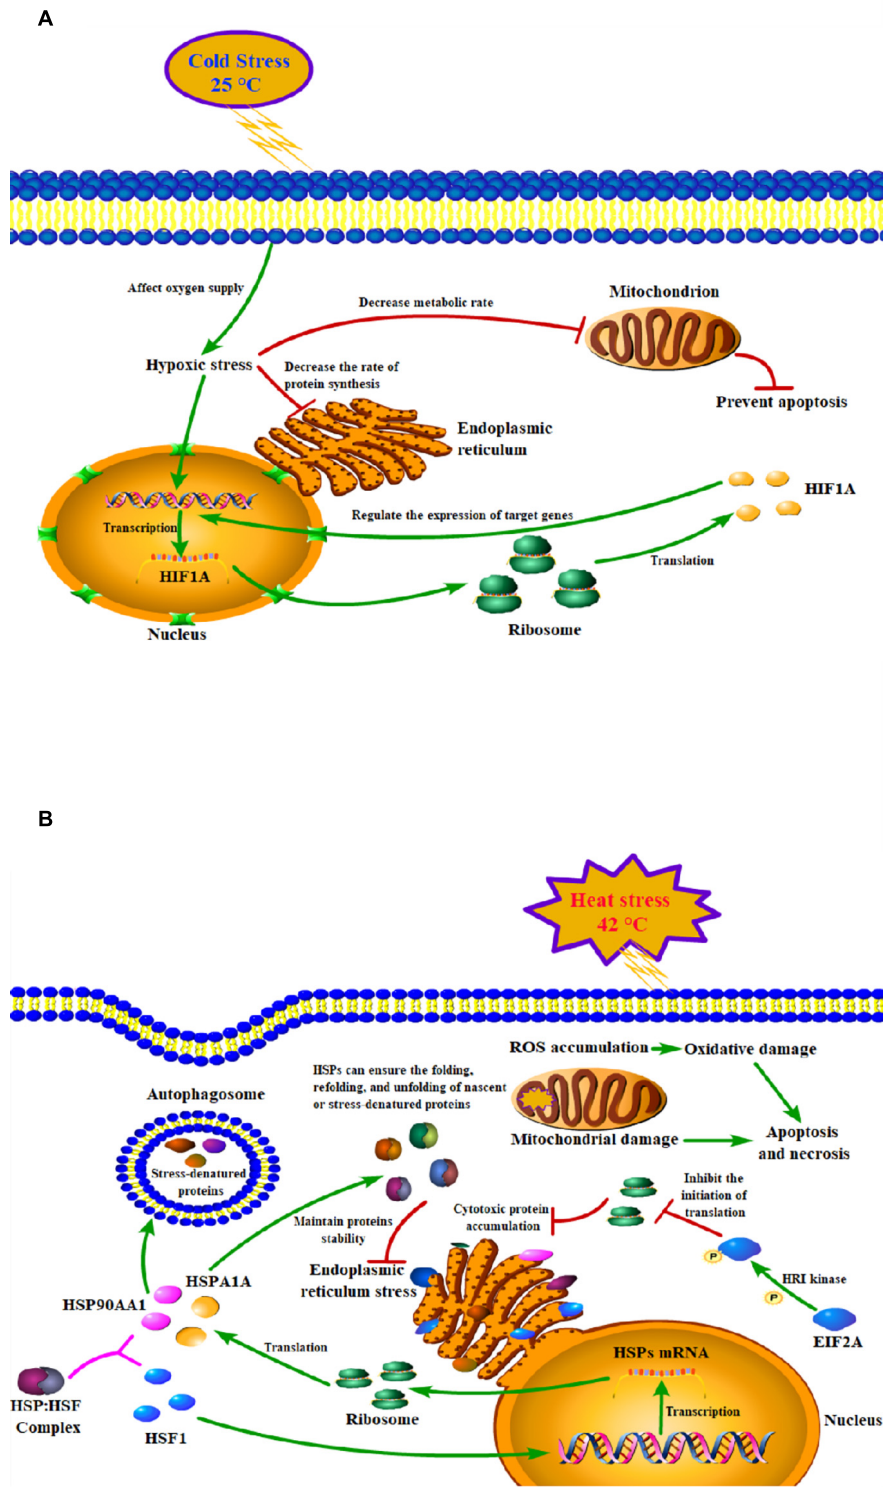 A
Cold Stress
25 °C
Affect oxygen supply
Decrease metabolic rate
Mitochondrion
Hypoxic stress
Decrease the rate of
protein synthesis
Prevent apoptosis
Endoplasmic
reticulum
HIF1A
Regulate the expression of target genes
Transcription
Translation
HIF1A
Ribosome
Nucleus
B
Heat stress
42 °C
ROS accumulation
Oxidative damage
HSPs can ensure the folding,
refolding, and unfolding of nascent
or stress-denatured proteins
Autophagosome
Mitochondrial damage
Apoptosis
and necrosis
Stress-denatured
proteins
Inhibit the
initiation of
translation
Cytotoxic protein
accumulation
Maintain proteins
stability
P
Endoplasmic
reticulum stress
HSPA1A
HRI kinase
P
HSP90AA1
EIF2A
Translation
HSPs mRNA
HSP:HSF
Complex
Ribosome
Transcription
Nucleus
HSF1